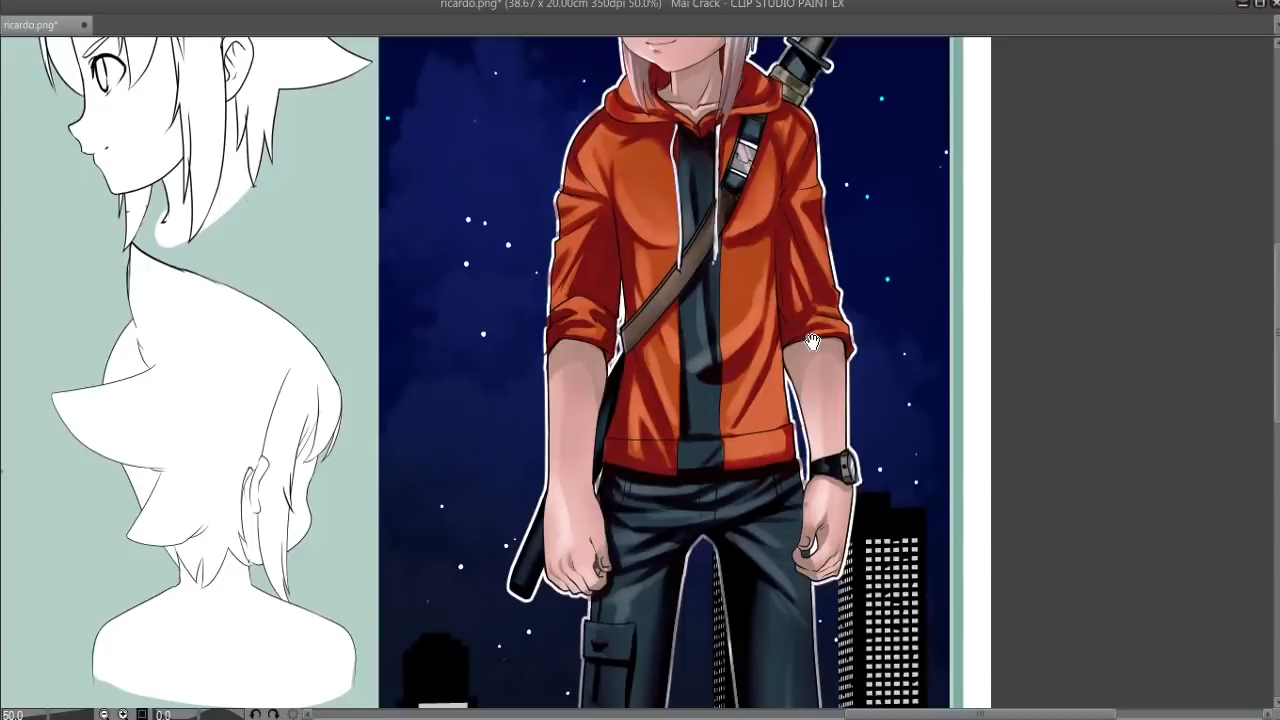 ricardo.png* (38.67 x 20.00cm 350dpi 50.0%) - Mai Crack - CLIP STUDIO PAINT EX
ricardo.png*
50.0
0.0